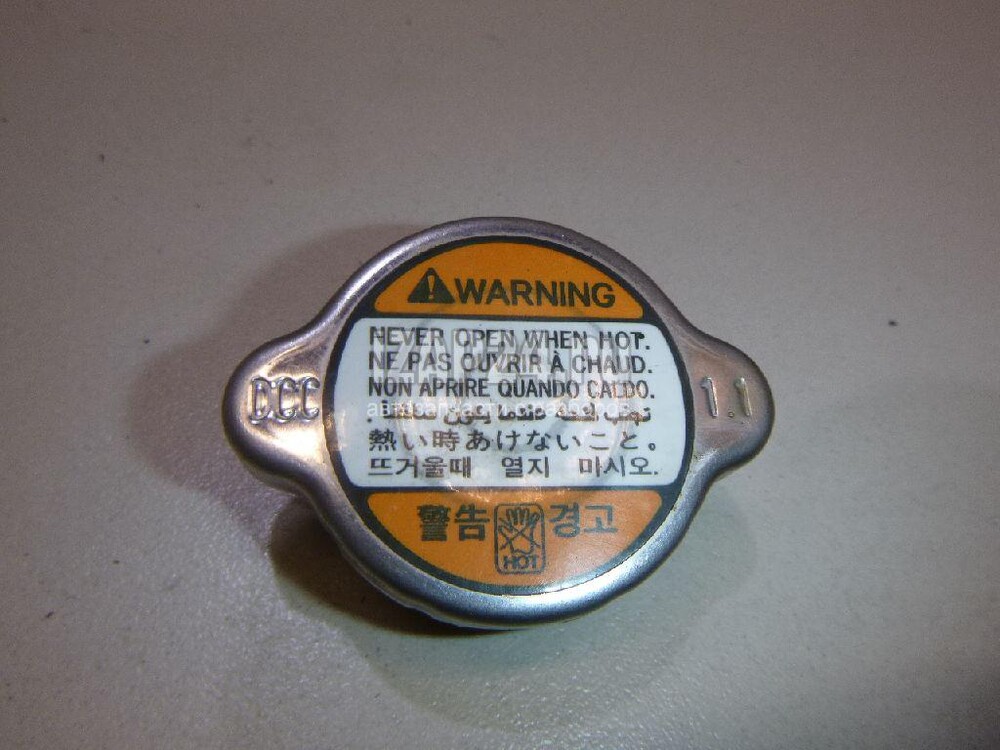 WARNING
NEVER OPEN WHEN HOT.
NE PAS OUVRIR À CHAUD.
NON APRIRE QUANDO CALDO.
熱い時あけないこと。
뜨거울때 열지 마시오.
DCC
1.1
警告 경고
HOT